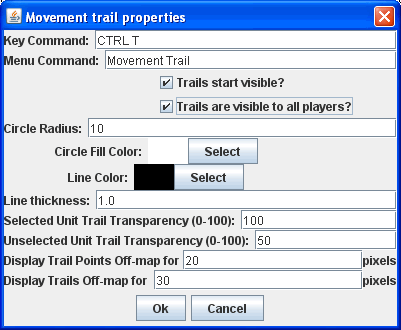 Movement trail properties
Key Command: CTRL T
Menu Command: Movement Trail
Trails start visible?
Trails are visible to all players?
Circle Radius: 10
Circle Fill Color: Select
Line Color: Select
Line thickness: 1.0
Selected Unit Trail Transparency (0-100): 100
Unselected Unit Trail Transparency (0-100): 50
Display Trail Points Off-map for 20 pixels
Display Trails Off-map for 30 pixels
Ok Cancel